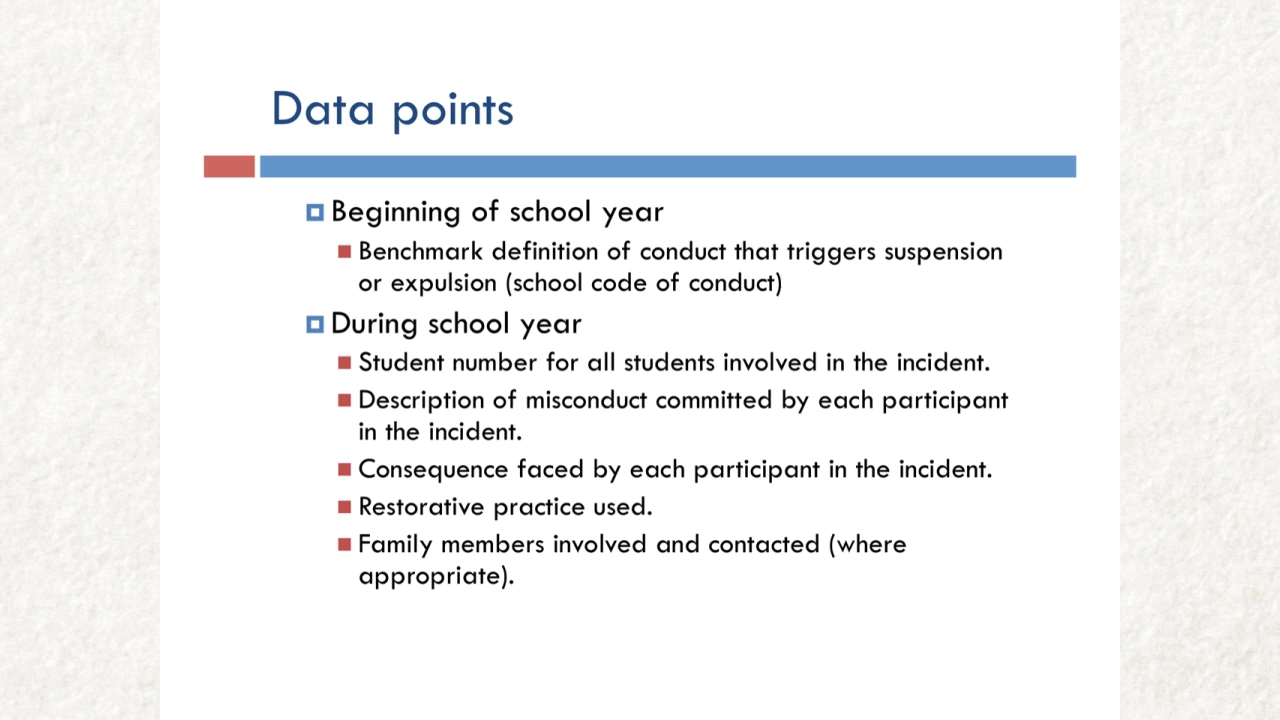 Data points
Beginning of school year
Benchmark definition of conduct that triggers suspension
or expulsion (school code of conduct)
During school year
Student number for all students involved in the incident.
Description of misconduct committed by each participant
in the incident.
Consequence faced by each participant in the incident.
Restorative practice used.
Family members involved and contacted (where
appropriate).